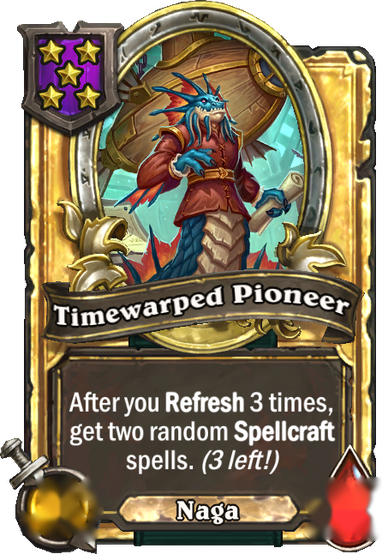 Timewarped Pioneer
After you Refresh 3 times,
get two random Spellcraft
spells. (3 left!)
Naga